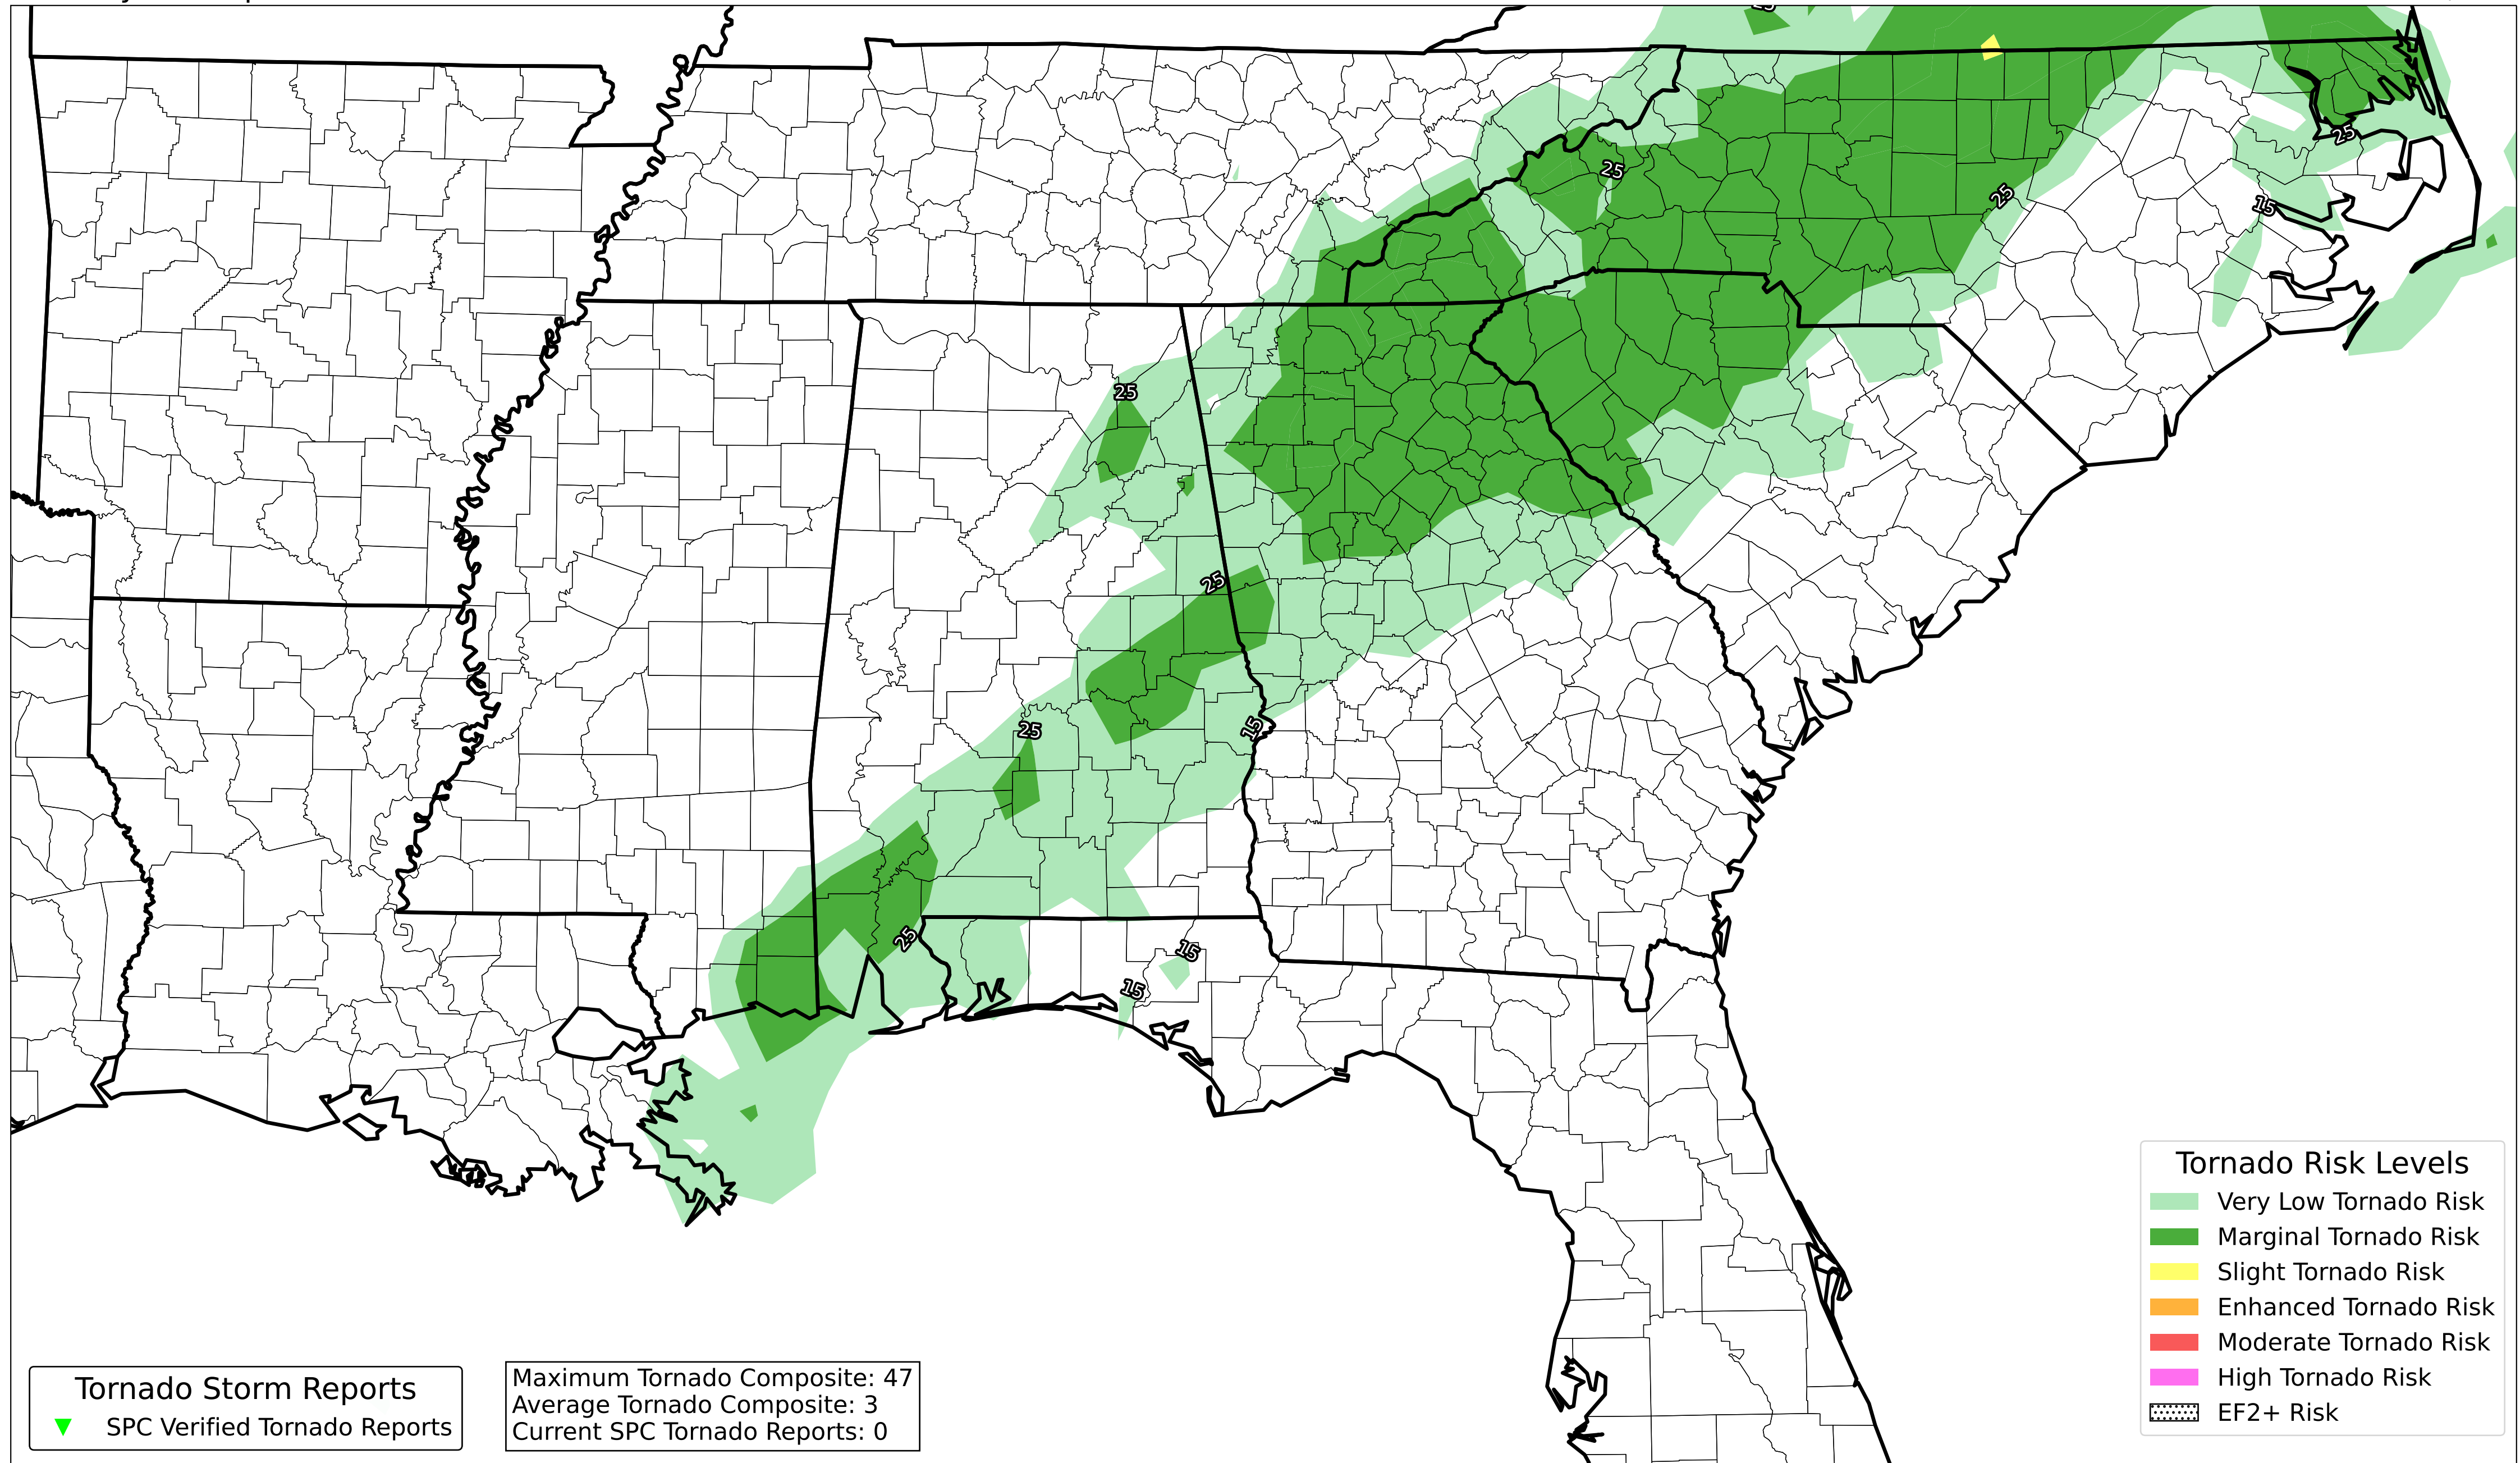 25
25
25
25
15
25
25
25
15
25
15
15
Tornado Risk Levels
Very Low Tornado Risk
Marginal Tornado Risk
Slight Tornado Risk
Enhanced Tornado Risk
Moderate Tornado Risk
High Tornado Risk
EF2+ Risk
Tornado Storm Reports
SPC Verified Tornado Reports
Maximum Tornado Composite: 47
Average Tornado Composite: 3
Current SPC Tornado Reports: 0